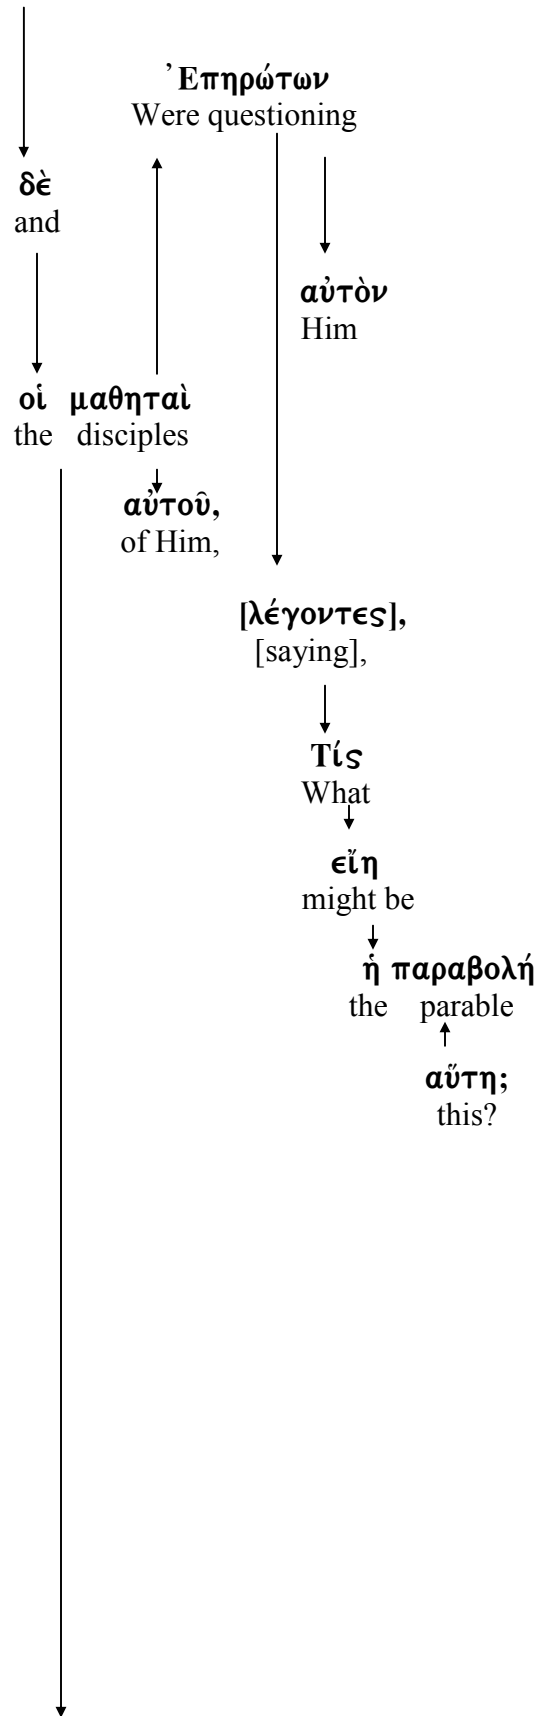 Ἐπηρώτων
Were questioning
δὲ
and
αὐτὸν
Him
οἱ μαθηταὶ
the disciples
αὐτοῦ,
of Him,
[λέγοντες],
[saying],
Τίς
What
εἴη
might be
ἡ παραβολή
the parable
αὕτη;
this?